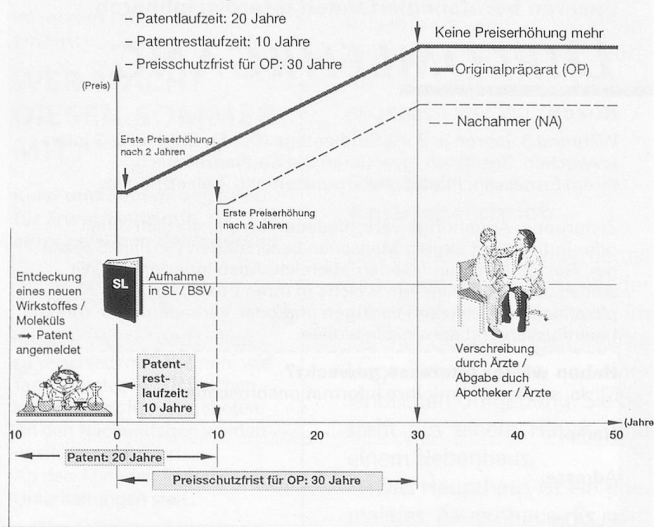 – Patentlaufzeit: 20 Jahre
– Patentrestlaufzeit: 10 Jahre
– Preisschutzfrist für OP: 30 Jahre
Keine Preiserhöhung mehr
(Preis)
Originalpräparat (OP)
Nachahmer (NA)
Erste Preiserhöhung
nach 2 Jahren
Erste Preiserhöhung
nach 2 Jahren
Entdeckung
eines neuen
Wirkstoffes /
Moleküls
➞ Patent
angemeldet
SL
Aufnahme
in SL / BSV
Verschreibung
durch Ärzte /
Abgabe duch
Apotheker / Ärzte
Patent-
rest-
laufzeit:
10 Jahre
(Jahre)
10 0 10 20 30 40 50
Patent: 20 Jahre
Preisschutzfrist für OP: 30 Jahre